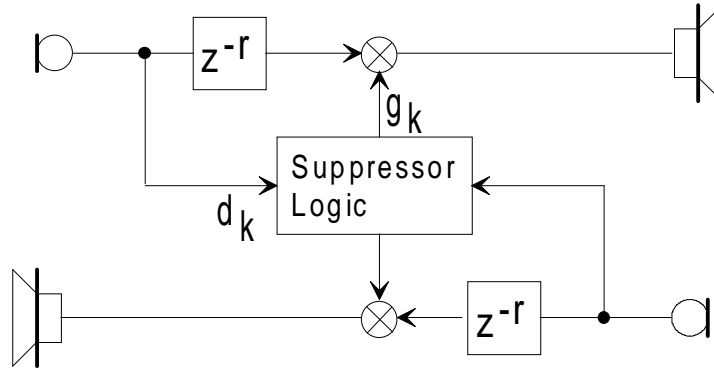 z⁻ʳ
gₖ
Suppressor
Logic
dₖ
z⁻ʳ